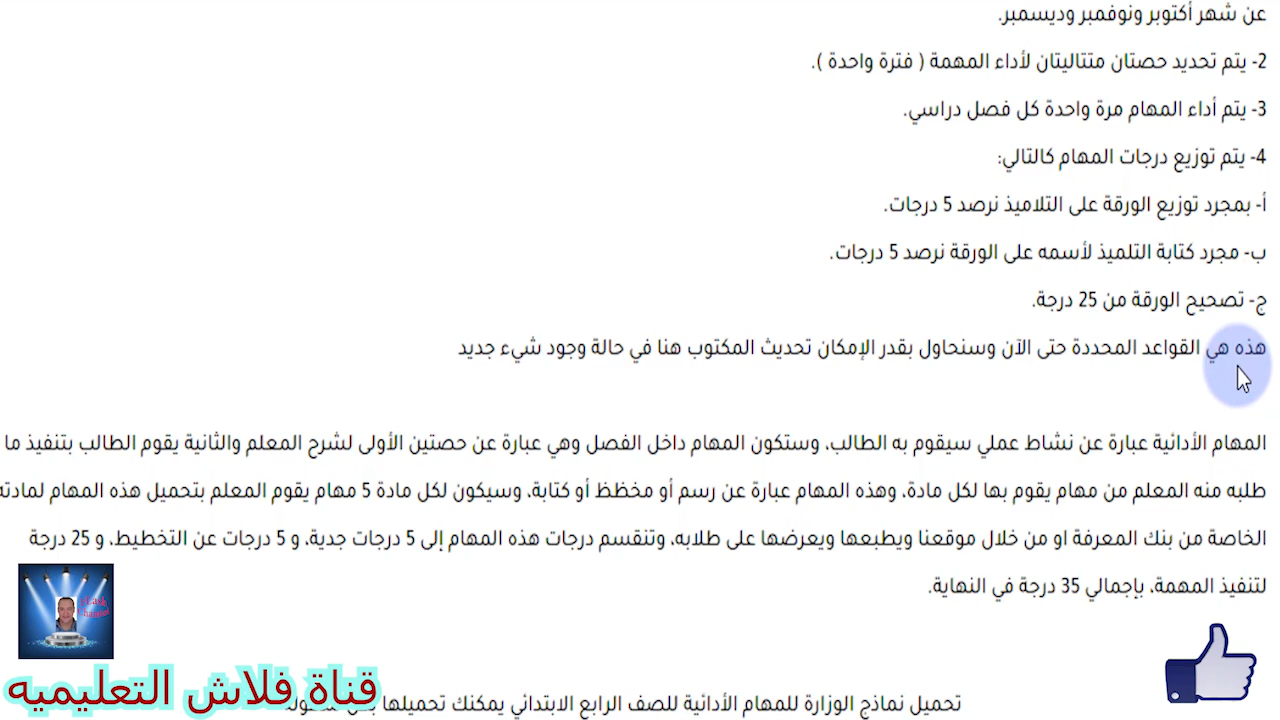 عن شهر أكتوبر ونوفمبر وديسمبر.
2- يتم تحديد حصتان متتاليتان لأداء المهمة ( فترة واحدة ).
3- يتم أداء المهام مرة واحدة كل فصل دراسي.
4- يتم توزيع درجات المهام كالتالي:
أ- بمجرد توزيع الورقة على التلاميذ نرصد 5 درجات.
ب- مجرد كتابة التلميذ لأسمه على الورقة نرصد 5 درجات.
ج- تصحيح الورقة من 25 درجة.
هذه هي القواعد المحددة حتى الآن وسنحاول بقدر الإمكان تحديث المكتوب هنا في حالة وجود شيء جديد
المهام الأدائية عبارة عن نشاط عملي سيقوم به الطالب، وستكون المهام داخل الفصل وهي عبارة عن حصتين الأولى لشرح المعلم والثانية يقوم الطالب بتنفيذ ما
طلبه منه المعلم من مهام يقوم بها لكل مادة، وهذه المهام عبارة عن رسم أو مخظظ أو كتابة، وسيكون لكل مادة 5 مهام يقوم المعلم بتحميل هذه المهام لمادته
الخاصة من بنك المعرفة او من خلال موقعنا ويطبعها ويعرضها على طلابه، وتنقسم درجات هذه المهام إلى 5 درجات جدية، و 5 درجات عن التخطيط، و 25 درجة
لتنفيذ المهمة، بإجمالي 35 درجة في النهاية.
Flash Channel
قناة فلاش التعليميه
تحميل نماذج الوزارة للمهام الأدائية للصف الرابع الابتدائي يمكنك تحميلها